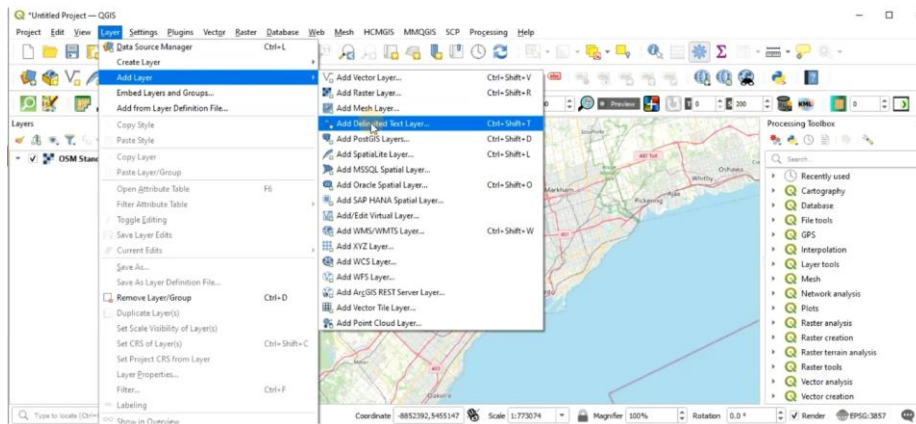 *Untitled Project — QGIS
Project Edit View Layer Settings Plugins Vector Raster Database Web Mesh HCMGIS MMQGIS SCP Processing Help
Data Source Manager Ctrl+L
Create Layer
Add Layer
Embed Layers and Groups...
Add from Layer Definition File...
Copy Style
Paste Style
Copy Layer
Paste Layer/Group
Open Attribute Table F6
Filter Attribute Table
Toggle Editing
Save Layer Edits
Current Edits
Save As...
Save As Layer Definition File...
Remove Layer/Group Ctrl+D
Duplicate Layer(s)
Set Scale Visibility of Layer(s)
Set CRS of Layer(s) Ctrl+Shift+C
Set Project CRS from Layer
Layer Properties...
Filter... Ctrl+F
Labeling
Show in Overview
Add Vector Layer... Ctrl+Shift+V
Add Raster Layer... Ctrl+Shift+R
Add Mesh Layer...
Add Delimited Text Layer... Ctrl+Shift+T
Add PostGIS Layers... Ctrl+Shift+D
Add SpatiaLite Layer... Ctrl+Shift+L
Add MSSQL Spatial Layer...
Add Oracle Spatial Layer... Ctrl+Shift+O
Add SAP HANA Spatial Layer...
Add/Edit Virtual Layer...
Add WMS/WMTS Layer... Ctrl+Shift+W
Add XYZ Layer...
Add WCS Layer...
Add WFS Layer...
Add ArcGIS REST Server Layer...
Add Vector Tile Layer...
Add Point Cloud Layer...
Preview
0
200
KML
0
Layers
OSM Stand
Markham
Pickering
Ajax
Whitby
Oshawa
Oakville
Processing Toolbox
Search...
Recently used
Cartography
Database
File tools
GPS
Interpolation
Layer tools
Mesh
Network analysis
Plots
Raster analysis
Raster creation
Raster terrain analysis
Raster tools
Vector analysis
Vector creation
Type to locate (Ctrl+
Coordinate -8852392,5455147 Scale 1:773074 Magnifier 100% Rotation 0.0 ° Render EPSG:3857